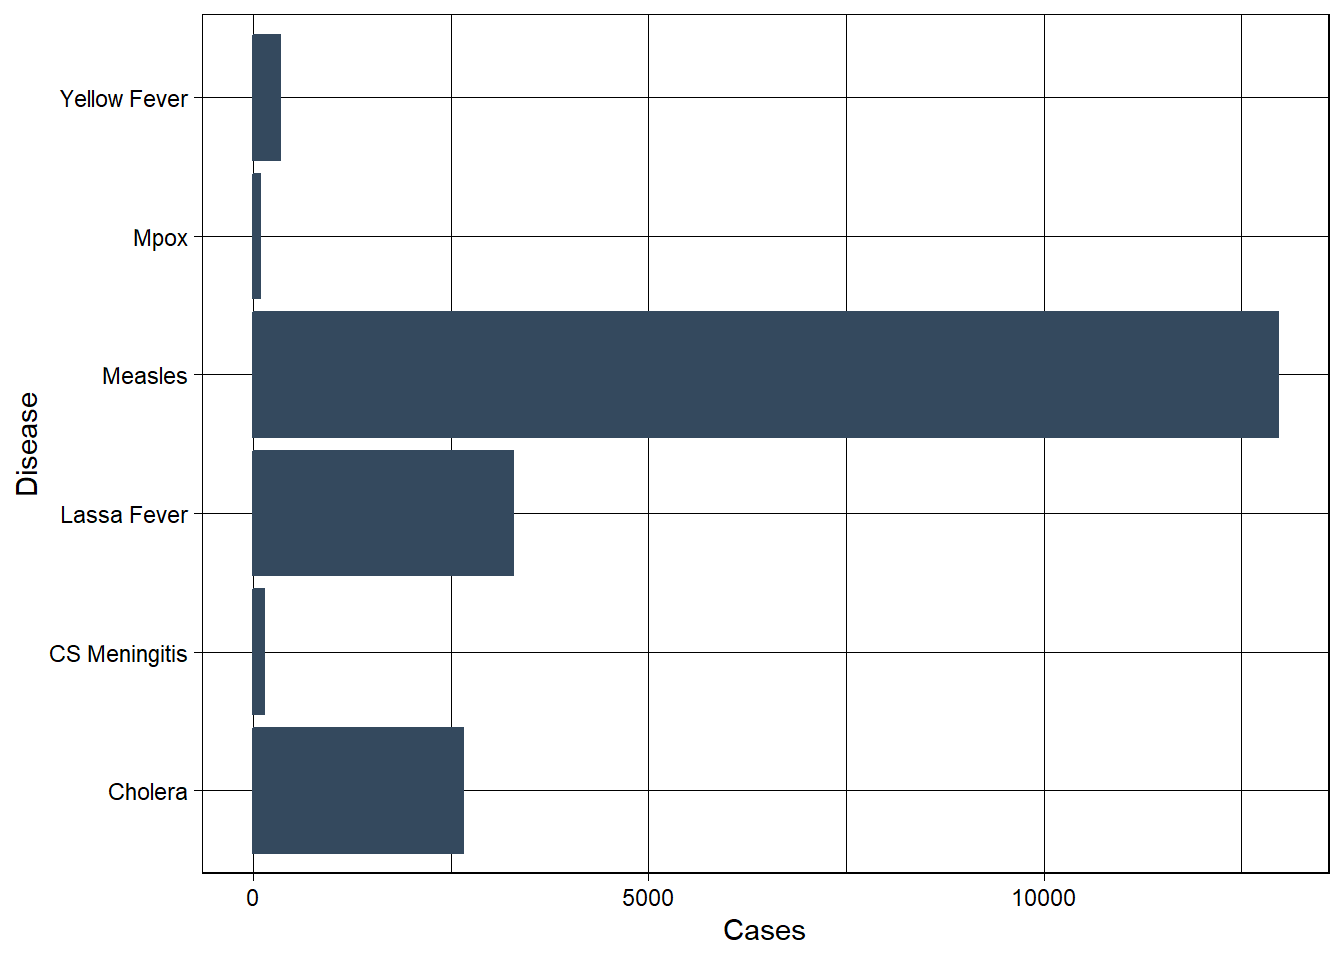 Yellow Fever
Mpox
Measles
Lassa Fever
CS Meningitis
Cholera
Disease
0 5000 10000
Cases